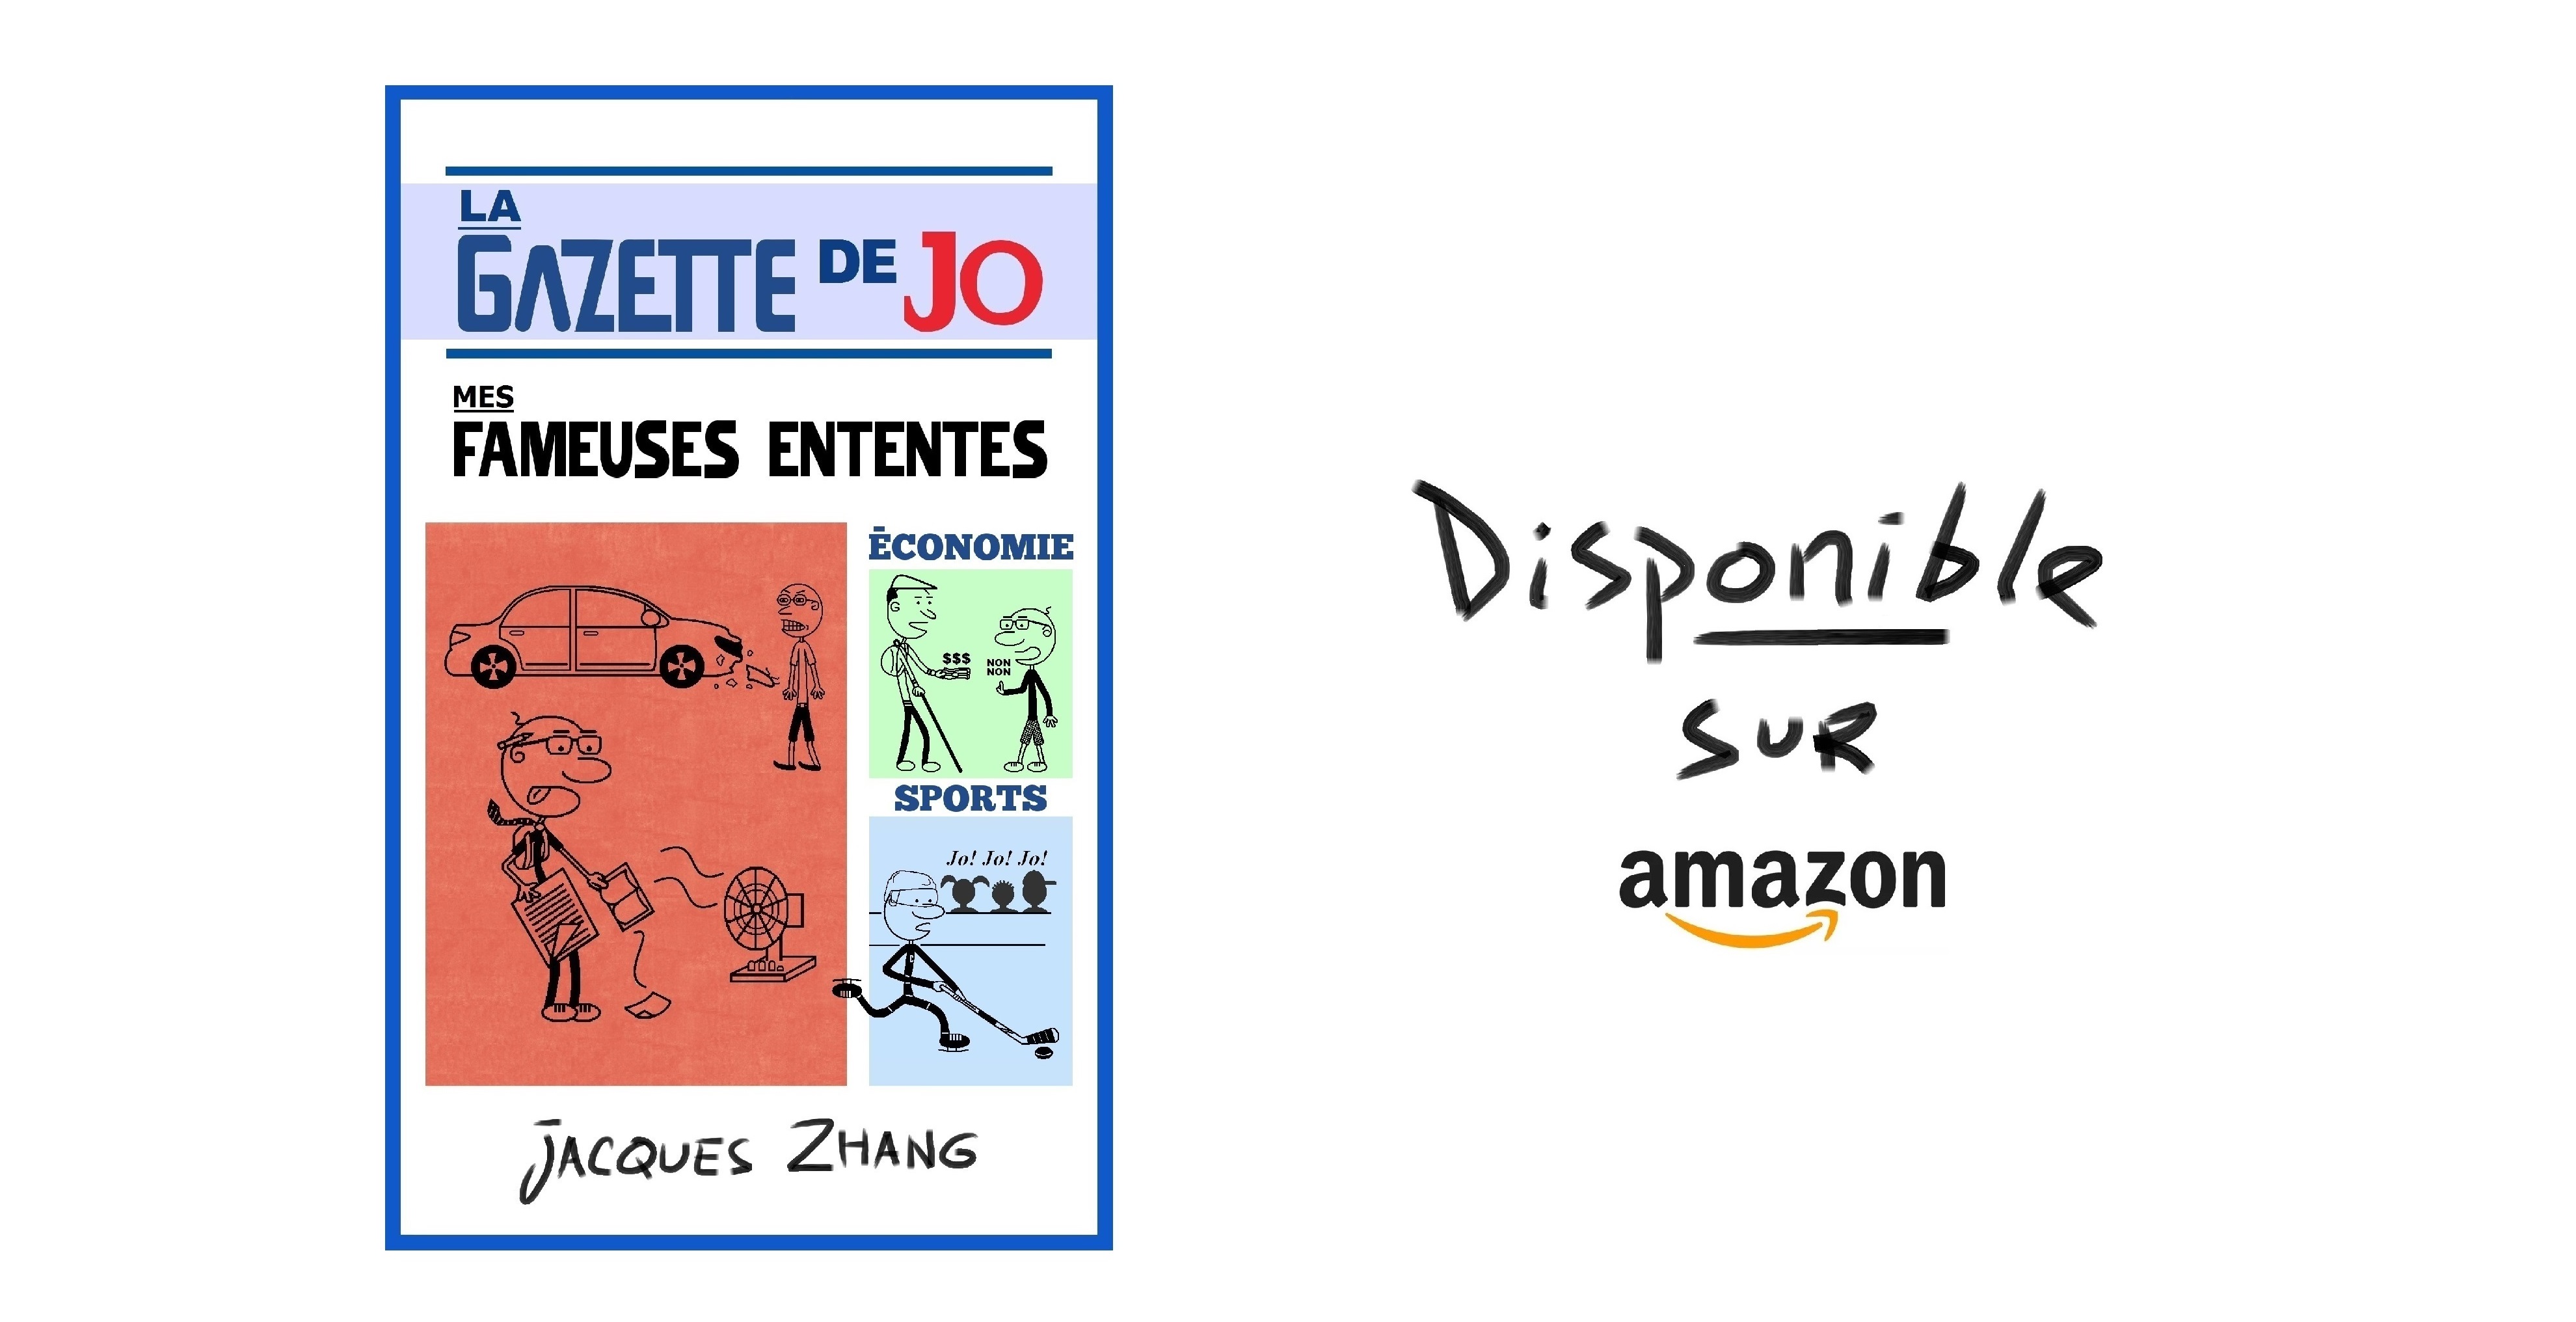 LA
GAZETTE DE JO
MES
FAMEUSES ENTENTES
ÉCONOMIE
$$$
NON
NON
SPORTS
Jo! Jo! Jo!
JACQUES ZHANG
Disponible
SUR
amazon